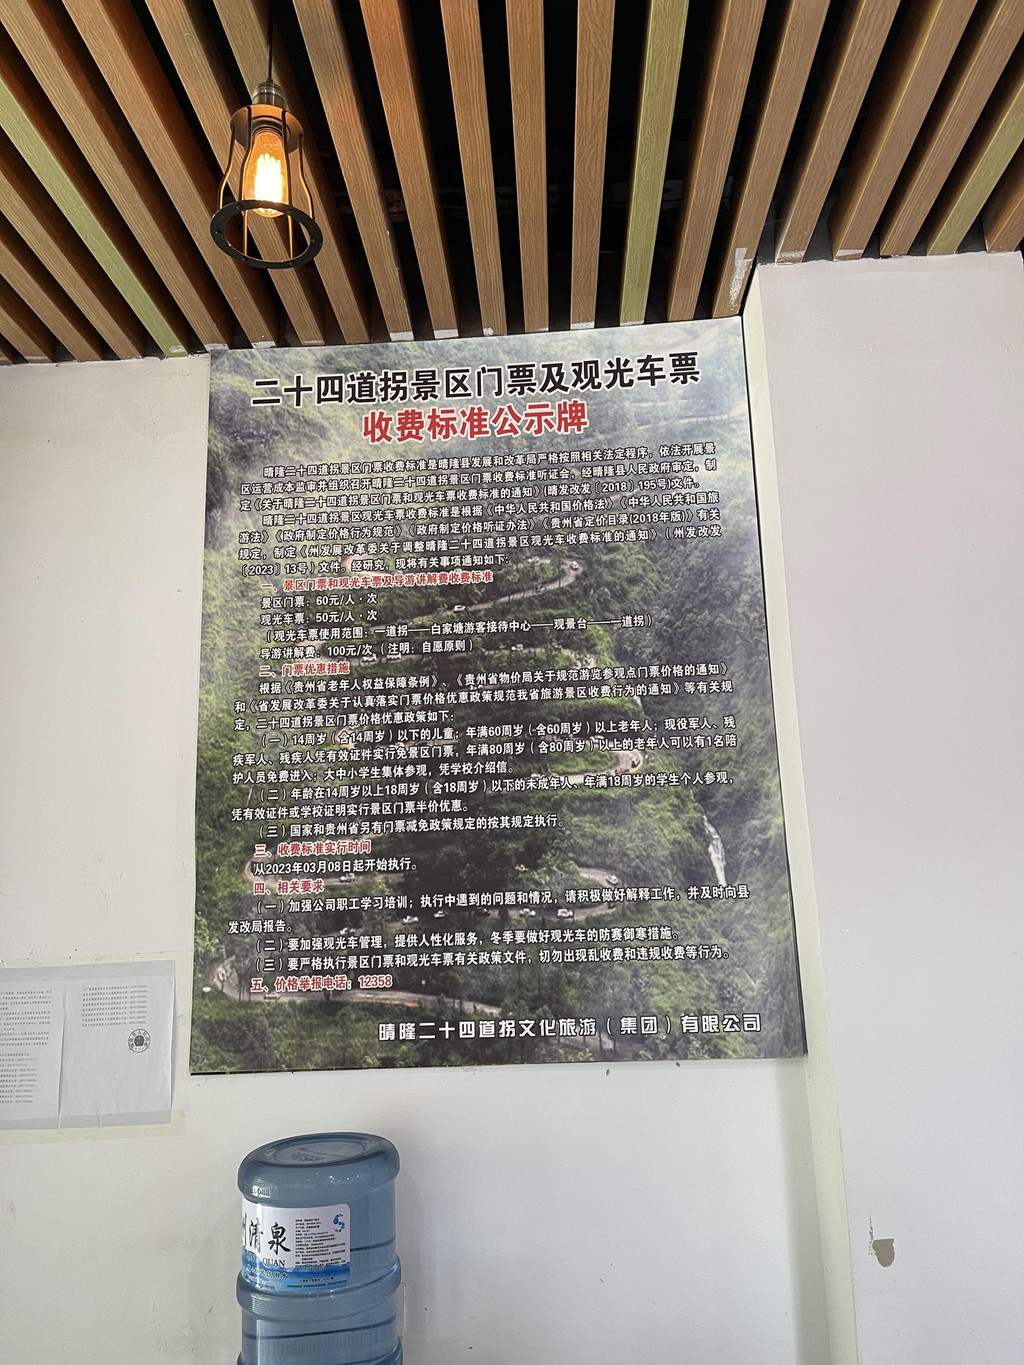 二十四道拐景区门票及观光车票
收费标准公示牌
晴隆二十四道拐景区门票收费标准是晴隆县发展和改革局严格按照相关法定程序，依法开展景
区运营成本监审并组织召开晴隆二十四道拐景区门票收费标准听证会，经晴隆县人民政府审定，制
定《关于晴隆二十四道拐景区门票和观光车票收费标准的通知》(晴发改发〔2018〕195号)文件。
晴隆二十四道拐景区观光车票收费标准是根据《中华人民共和国价格法》《中华人民共和国旅
游法》《政府制定价格行为规范》《政府制定价格听证办法》《贵州省定价目录(2018年版)》有关
规定，制定《州发展改革委关于调整晴隆二十四道拐景区观光车收费标准的通知》（州发改发
〔2023〕13号）文件。经研究，现将有关事项通知如下：
一、景区门票和观光车票及导游讲解费收费标准
景区门票：60元/人·次
观光车票：50元/人·次
（观光车票使用范围：一道拐——白家塘游客接待中心——观景台———一道拐）
导游讲解费：100元/次（注明：自愿原则）
二、门票优惠措施
根据《贵州省老年人权益保障条例》、《贵州省物价局关于规范游览参观点门票价格的通知》
和《省发展改革委关于认真落实门票价格优惠政策规范我省旅游景区收费行为的通知》等有关规
定，二十四道拐景区门票价格优惠政策如下：
（一）14周岁（含14周岁）以下的儿童；年满60周岁（含60周岁）以上老年人；现役军人、残
疾军人、残疾人凭有效证件实行免景区门票，年满80周岁（含80周岁）以上的老年人可以有1名陪
护人员免费进入；大中小学生集体参观，凭学校介绍信。
（二）年龄在14周岁以上18周岁（含18周岁）以下的未成年人、年满18周岁的学生个人参观，
凭有效证件或学校证明实行景区门票半价优惠。
（三）国家和贵州省另有门票减免政策规定的按其规定执行。
三、收费标准实行时间
从2023年03月08日起开始执行。
四、相关要求
（一）加强公司职工学习培训；执行中遇到的问题和情况，请积极做好解释工作，并及时向县
发改局报告。
（二）要加强观光车管理，提供人性化服务，冬季要做好观光车的防寒御寒措施。
（三）要严格执行景区门票和观光车票有关政策文件，切勿出现乱收费和违规收费等行为。
五、价格举报电话：12358
晴隆二十四道拐文化旅游（集团）有限公司
清泉
QUAN